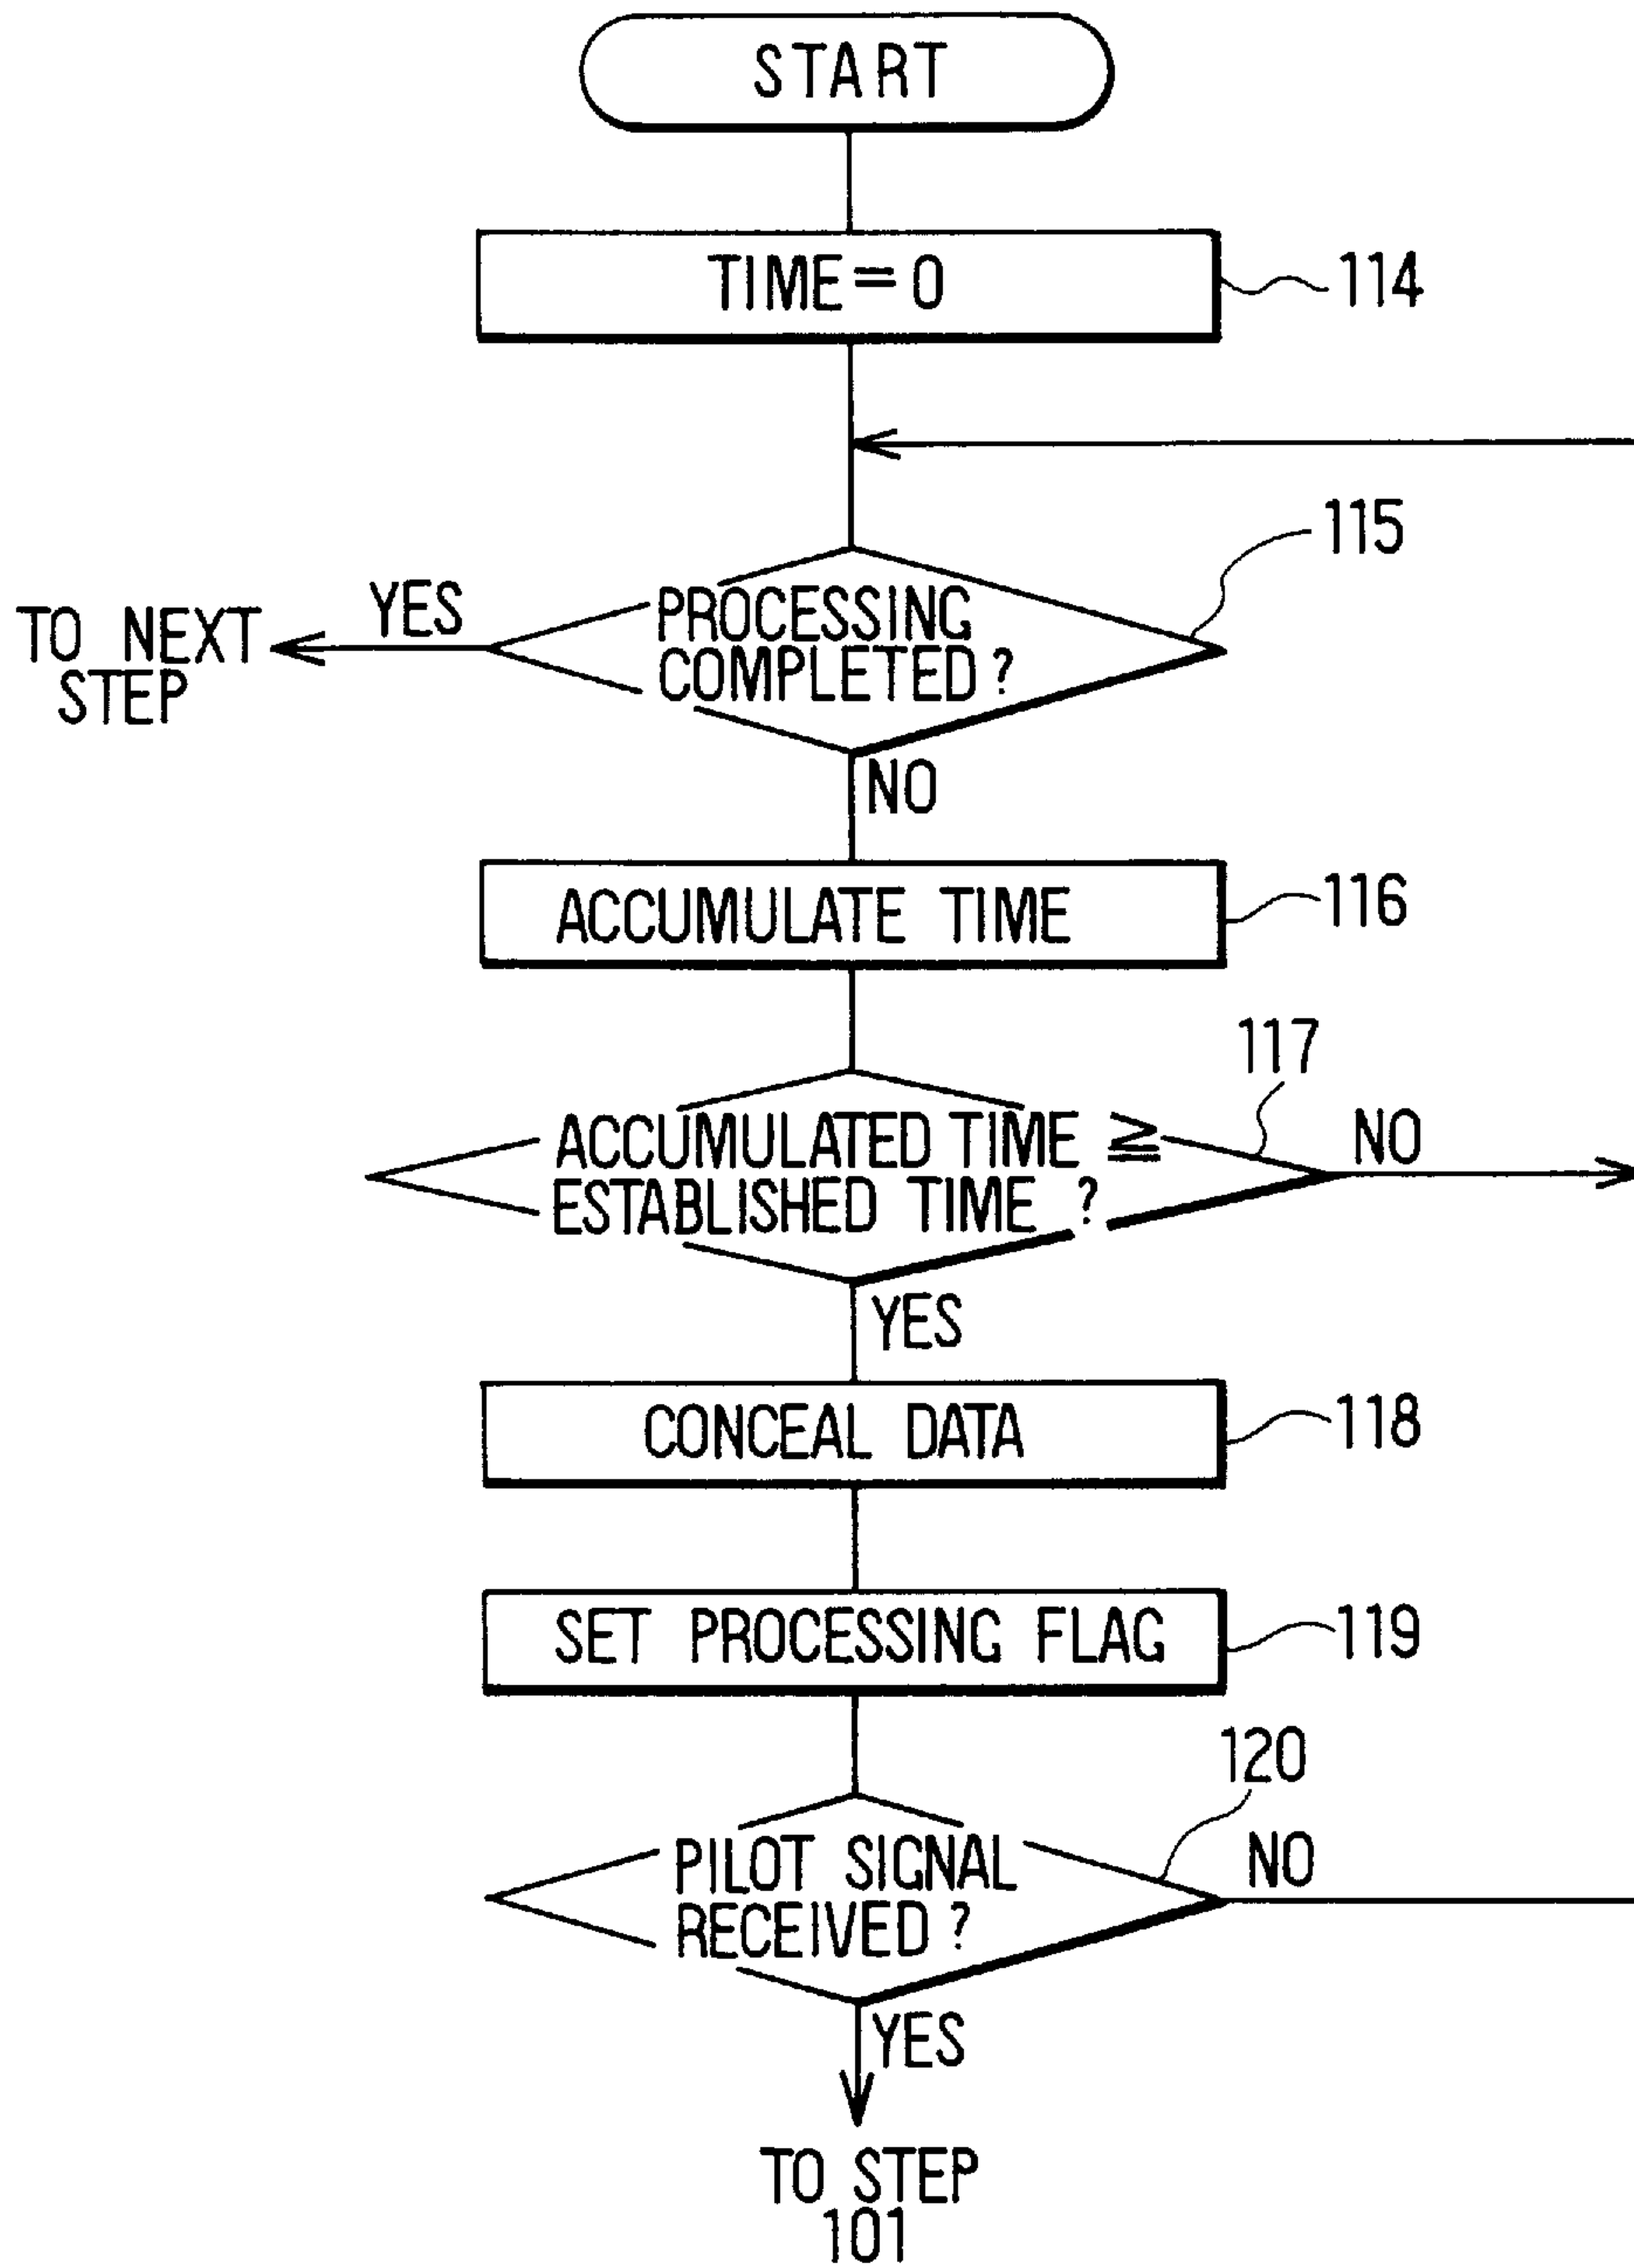 START
TIME=0
114
115
YES
TO NEXT
STEP
PROCESSING
COMPLETED?
NO
ACCUMULATE TIME
116
117
ACCUMULATED TIME ≧
ESTABLISHED TIME ?
NO
YES
CONCEAL DATA
118
SET PROCESSING FLAG
119
120
PILOT SIGNAL
RECEIVED?
NO
YES
TO STEP
101